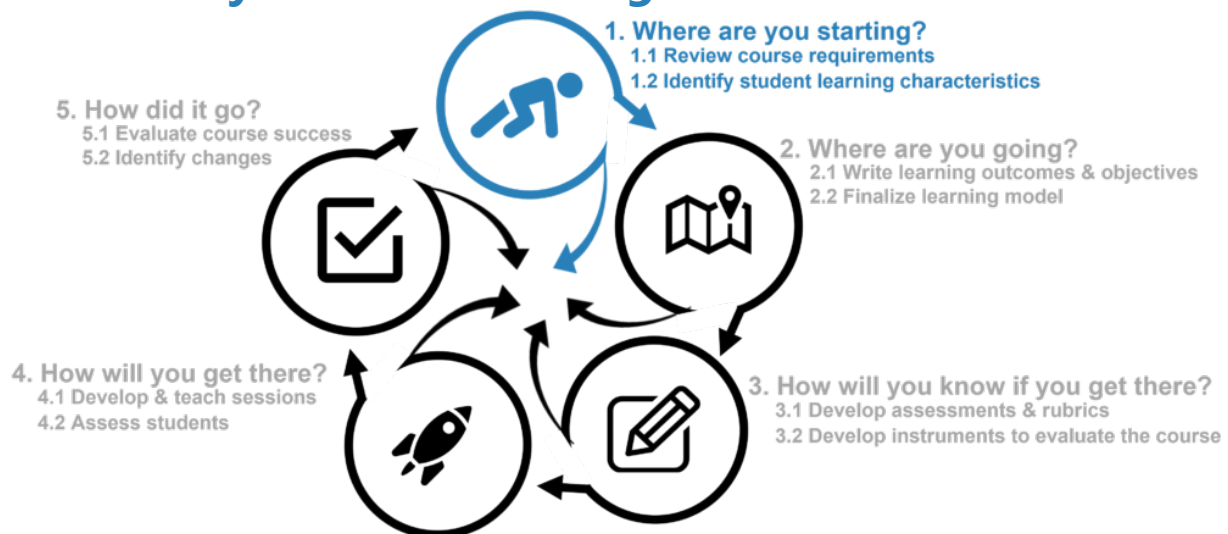 1. Where are you starting?
1.1 Review course requirements
1.2 Identify student learning characteristics
2. Where are you going?
2.1 Write learning outcomes & objectives
2.2 Finalize learning model
3. How will you know if you get there?
3.1 Develop assessments & rubrics
3.2 Develop instruments to evaluate the course
4. How will you get there?
4.1 Develop & teach sessions
4.2 Assess students
5. How did it go?
5.1 Evaluate course success
5.2 Identify changes